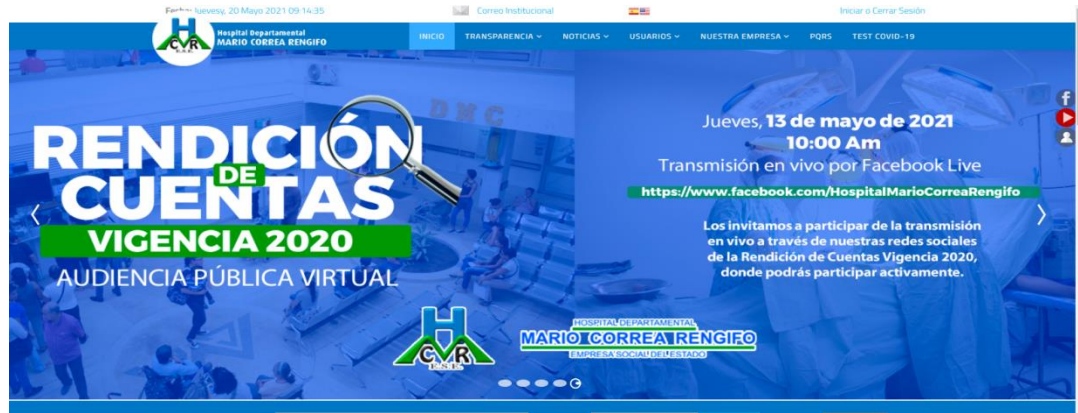 Fecha: Juevesy, 20 Mayo 2021 09:14:35
Correo Institucional
Iniciar o Cerrar Sesión
HCVR
E.S.E.
Hospital Departamental
MARIO CORREA RENGIFO
INICIO
TRANSPARENCIA
NOTICIAS
USUARIOS
NUESTRA EMPRESA
PQRS
TEST COVID-19
RENDICIÓN
DE
CUENTAS
VIGENCIA 2020
AUDIENCIA PÚBLICA VIRTUAL
Jueves, 13 de mayo de 2021
10:00 Am
Transmisión en vivo por Facebook Live
https://www.facebook.com/HospitalMarioCorreaRengifo
Los invitamos a participar de la transmisión
en vivo a través de nuestras redes sociales
de la Rendición de Cuentas Vigencia 2020,
donde podrás participar activamente.
HCVR
E.S.E.
HOSPITAL DEPARTAMENTAL
MARIO CORREA RENGIFO
EMPRESA SOCIAL DEL ESTADO